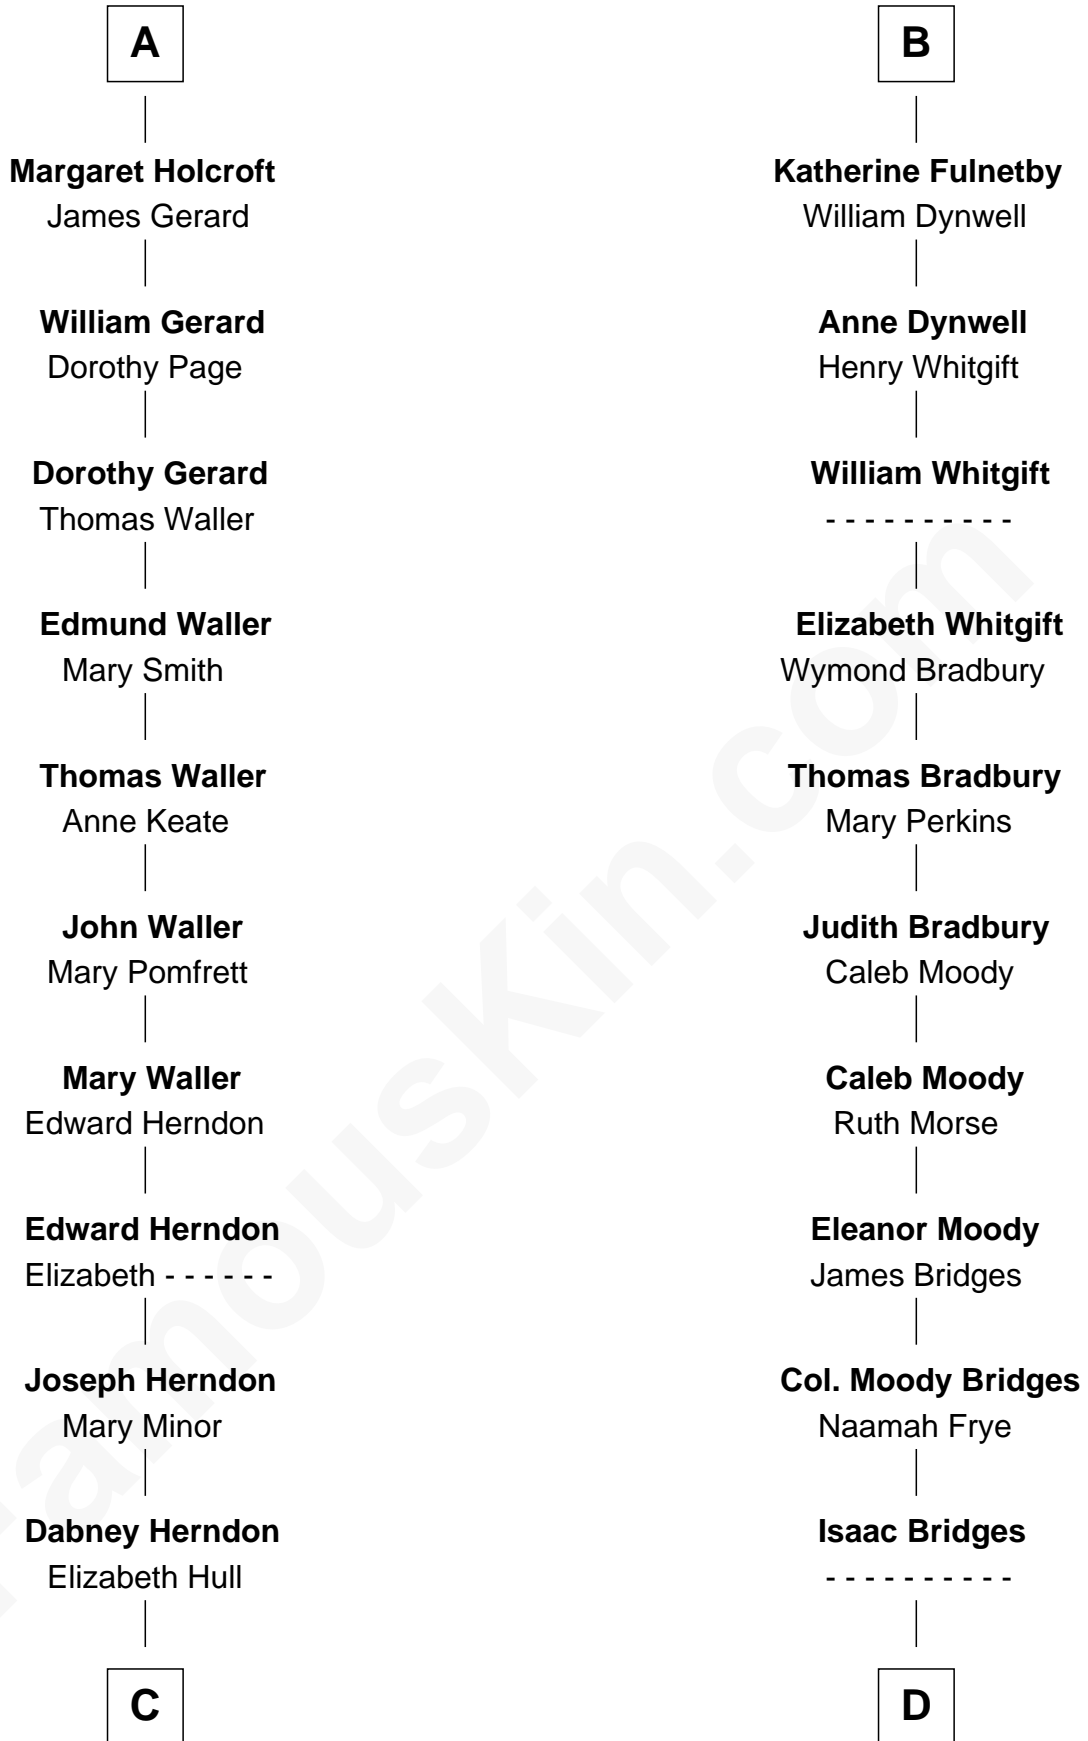 A
Margaret Holcroft
James Gerard
William Gerard
Dorothy Page
Dorothy Gerard
Thomas Waller
Edmund Waller
Mary Smith
Thomas Waller
Anne Keate
John Waller
Mary Pomfrett
Mary Waller
Edward Herndon
Edward Herndon
Elizabeth - - - - - -
Joseph Herndon
Mary Minor
Dabney Herndon
Elizabeth Hull
C
B
Katherine Fulnetby
William Dynwell
Anne Dynwell
Henry Whitgift
William Whitgift
- - - - - - - - - -
Elizabeth Whitgift
Wymond Bradbury
Thomas Bradbury
Mary Perkins
Judith Bradbury
Caleb Moody
Caleb Moody
Ruth Morse
Eleanor Moody
James Bridges
Col. Moody Bridges
Naamah Frye
Isaac Bridges
- - - - - - - - - -
D
FamousKin.com